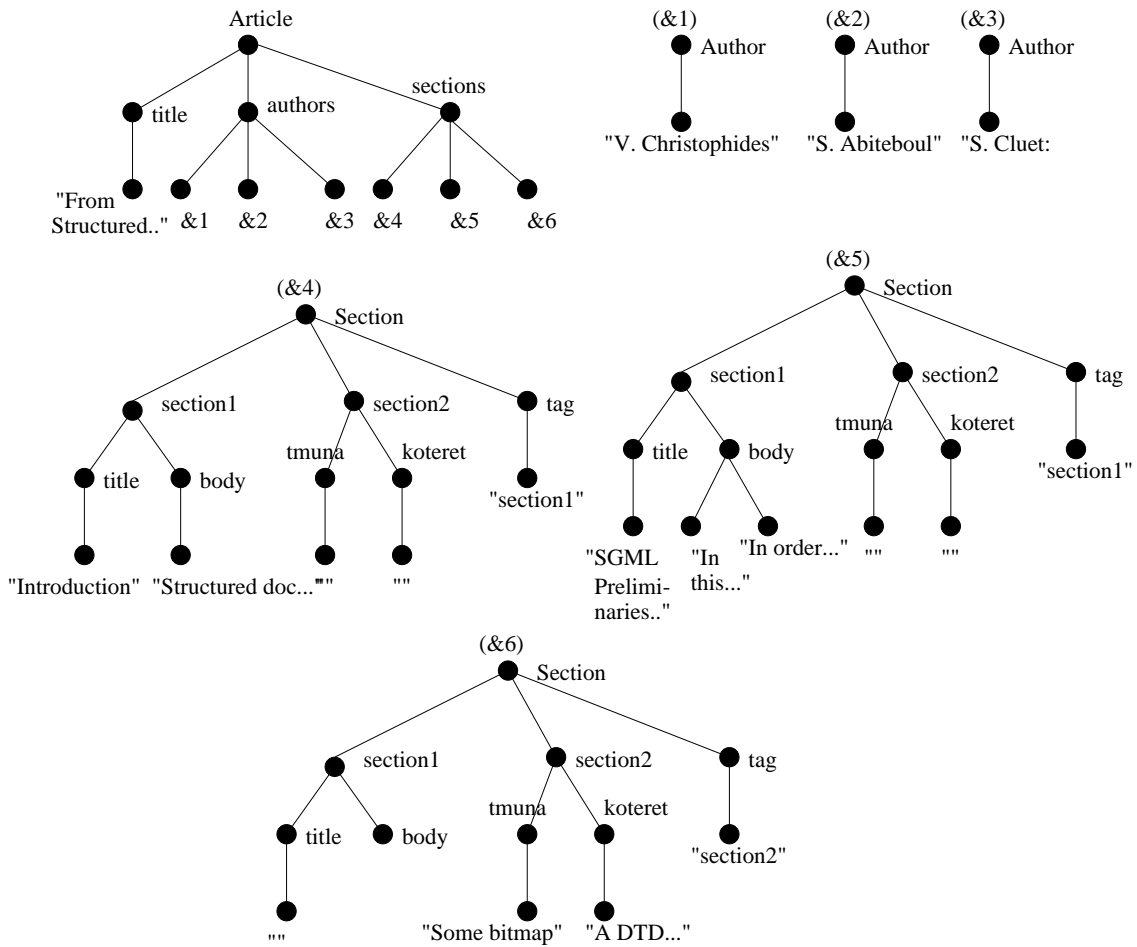 Article
title
authors
sections
"From
Structured.."
&1
&2
&3
&4
&5
&6
(&1)
Author
"V. Christophides"
(&2)
Author
"S. Abiteboul"
(&3)
Author
"S. Cluet:
(&4)
Section
section1
section2
tag
title
body
tmuna
koteret
"section1"
"Introduction"
"Structured doc..."
""
""
(&5)
Section
section1
section2
tag
title
body
tmuna
koteret
"section1"
"SGML
Prelimi-
naries.."
"In
this..."
"In order..."
""
""
(&6)
Section
section1
section2
tag
title
body
tmuna
koteret
"section2"
""
"Some bitmap"
"A DTD..."